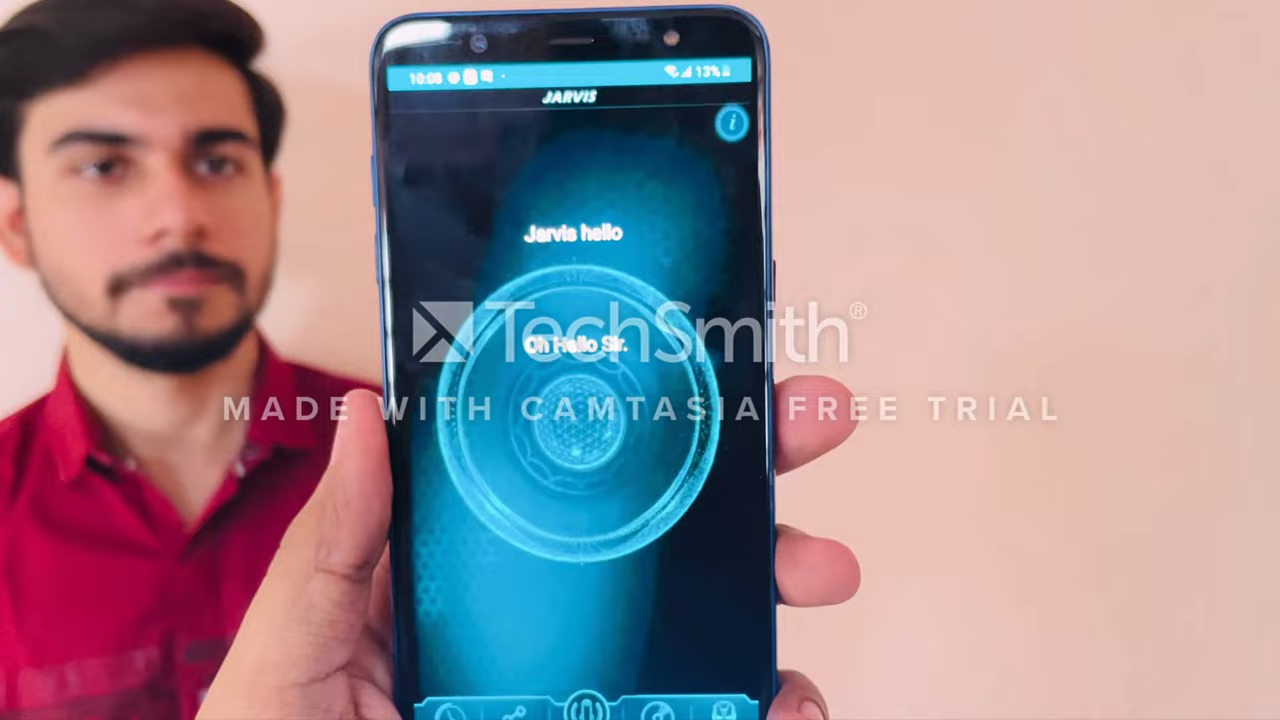 10:08
13%
JARVIS
i
Jarvis hello
TechSmith®
Oh Hello Sir.
MADE WITH CAMTASIA FREE TRIAL